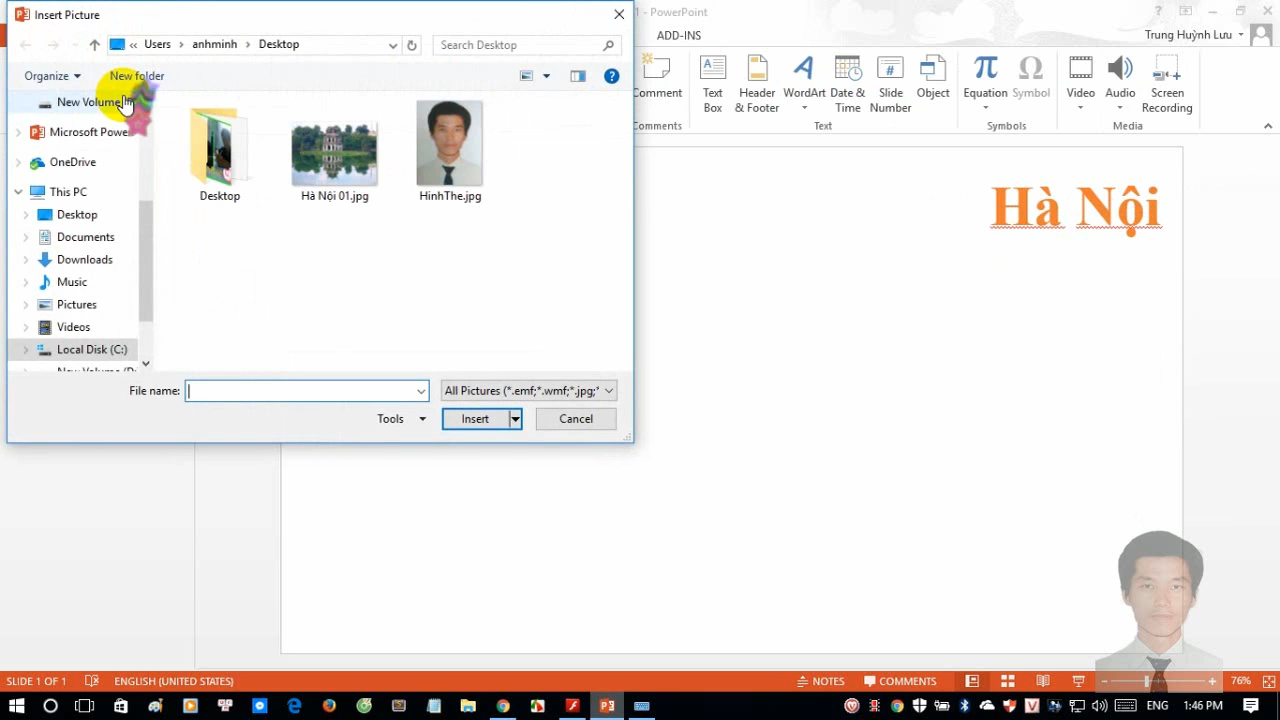 Insert Picture
1 - PowerPoint
Users
anhminh
Desktop
Search Desktop
ADD-INS
Trung Huỳnh Lưu
Organize
New folder
New Volume
Microsoft Powe
OneDrive
This PC
Desktop
Documents
Downloads
Music
Pictures
Videos
Local Disk (C:)
Desktop
Hà Nội 01.jpg
HinhThe.jpg
File name:
All Pictures (*.emf;*.wmf;*.jpg;*
Tools
Insert
Cancel
Comment
Text Box
Header & Footer
WordArt
Date & Time
Slide Number
Object
Equation
Symbol
Video
Audio
Screen Recording
Comments
Text
Symbols
Media
Hà Nội
SLIDE 1 OF 1
ENGLISH (UNITED STATES)
NOTES
COMMENTS
76%
ENG
1:46 PM